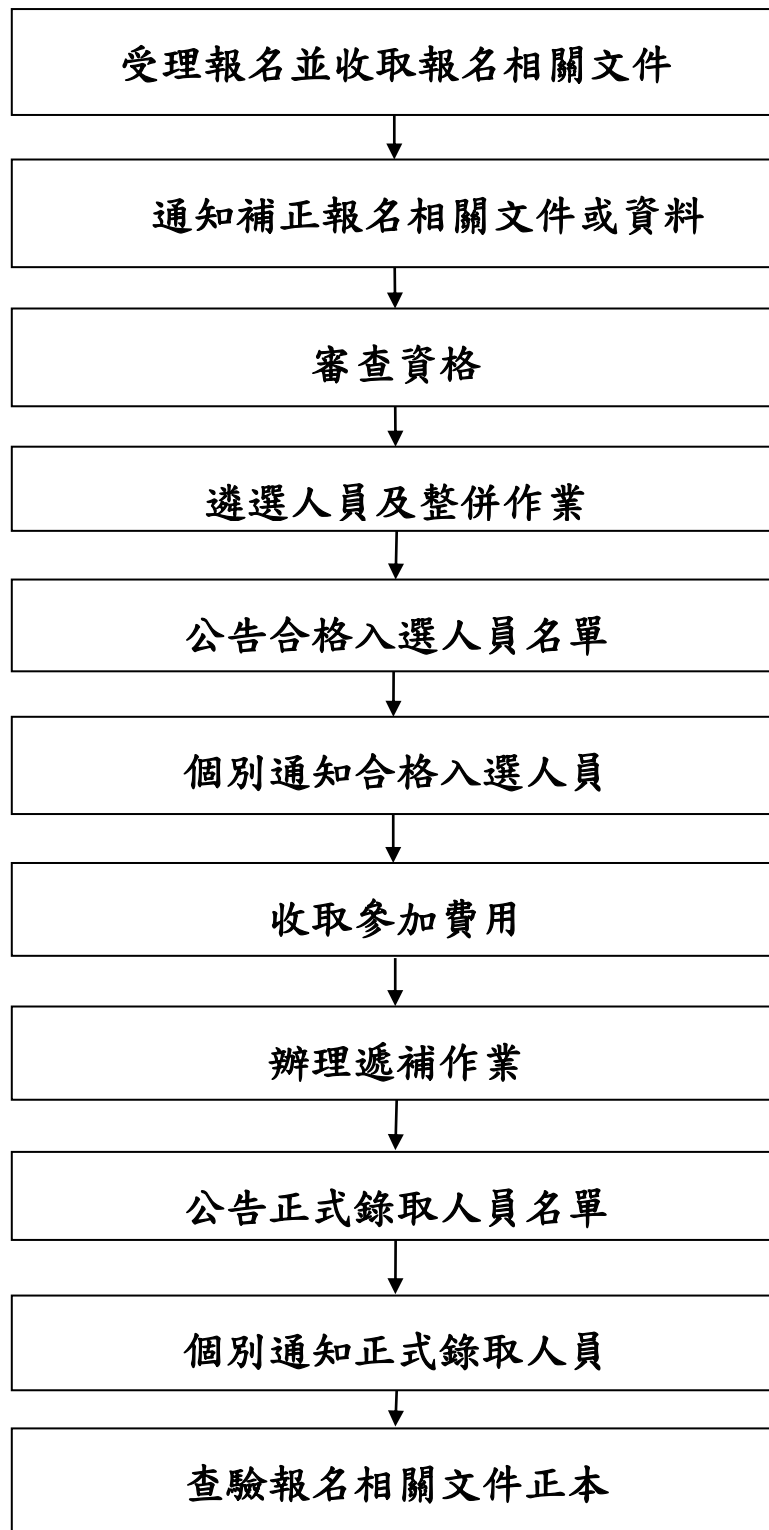 受理報名並收取報名相關文件
通知補正報名相關文件或資料
審查資格
遴選人員及整併作業
公告合格入選人員名單
個別通知合格入選人員
收取參加費用
辦理遞補作業
公告正式錄取人員名單
個別通知正式錄取人員
查驗報名相關文件正本